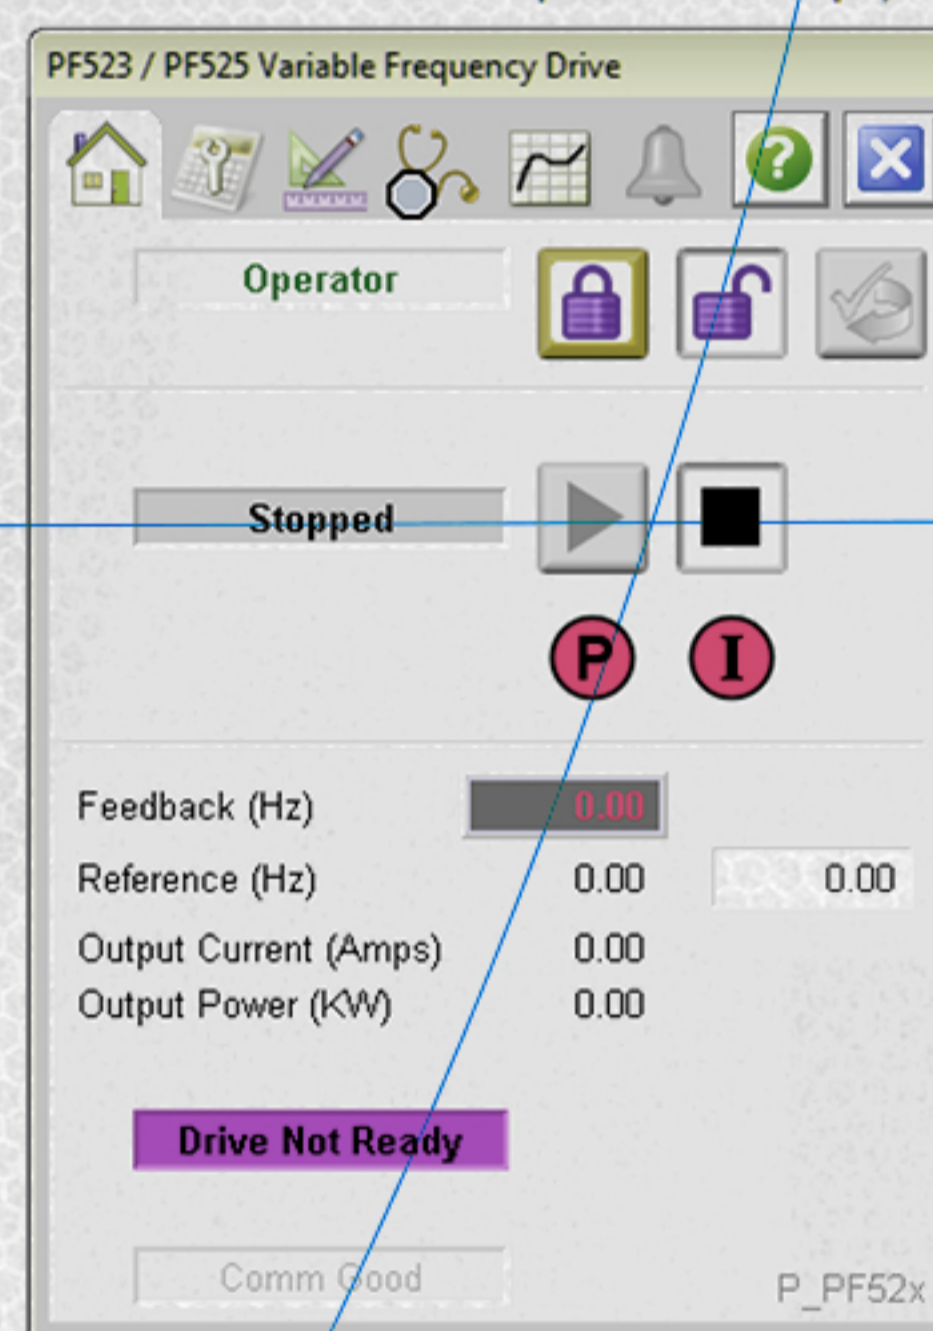 PF523 / PF525 Variable Frequency Drive
?
Operator
Stopped
P I
Feedback (Hz) 0.00
Reference (Hz) 0.00 0.00
Output Current (Amps) 0.00
Output Power (KW) 0.00
Drive Not Ready
Comm Good
P_PF52x